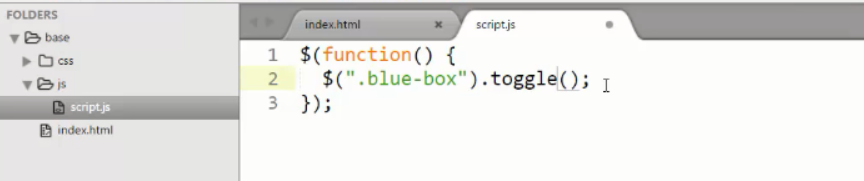 FOLDERS
base
css
js
script.js
index.html
index.html
script.js
1 $(function() {
2 $(".blue-box").toggle();
3 });